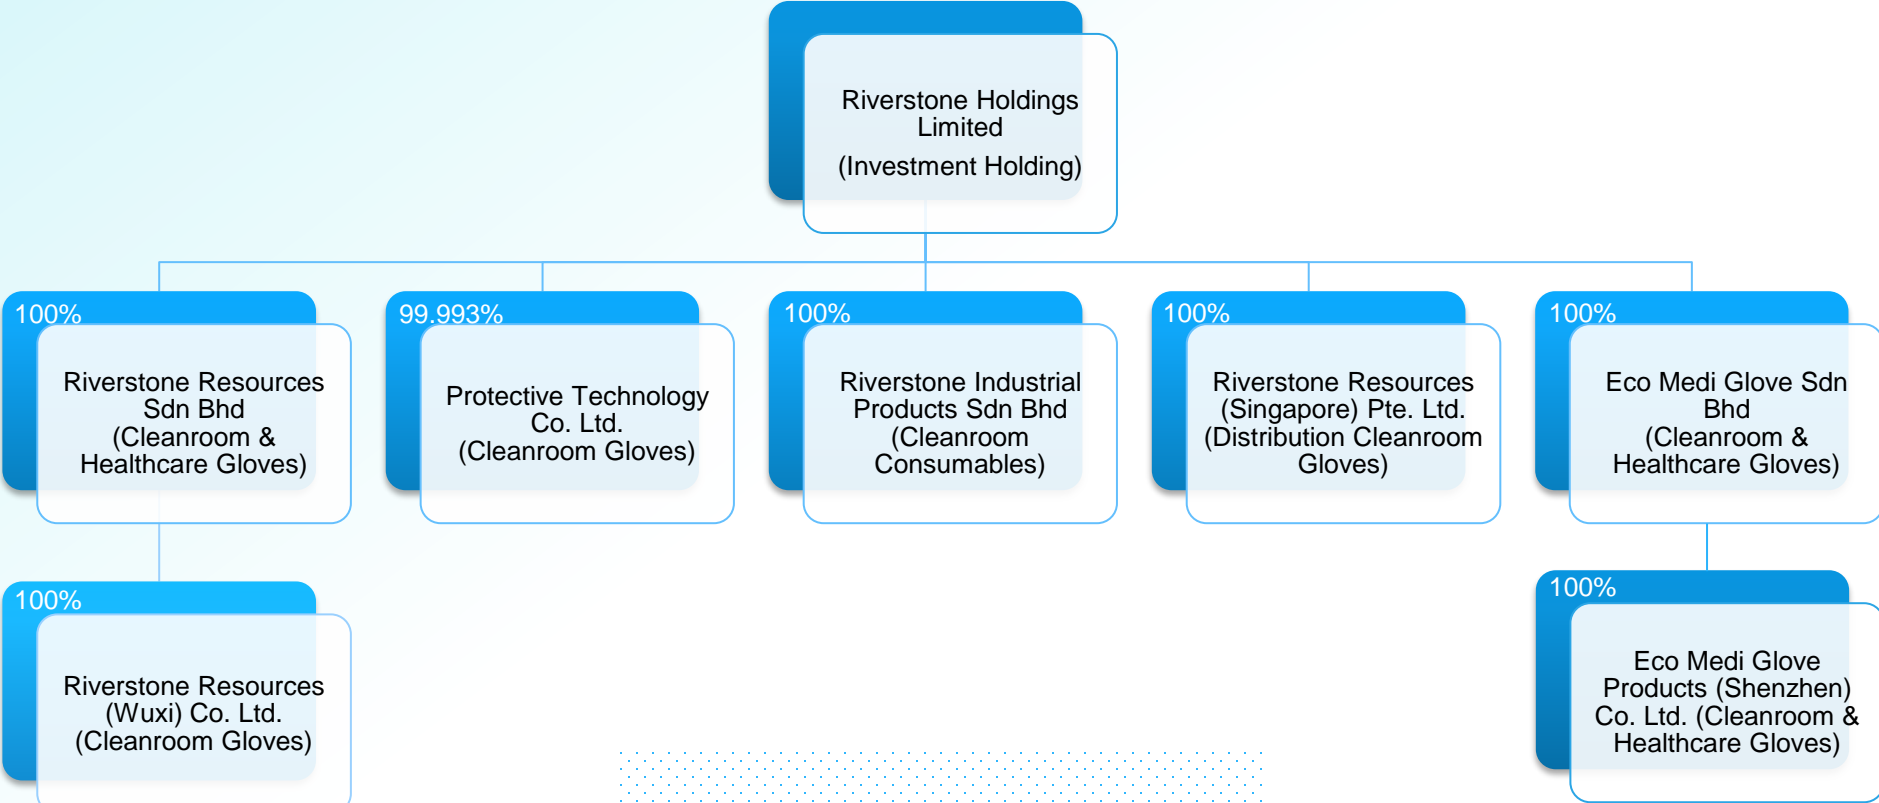 Riverstone Holdings
Limited
(Investment Holding)
100%
Riverstone Resources
Sdn Bhd
(Cleanroom &
Healthcare Gloves)
99.993%
Protective Technology
Co. Ltd.
(Cleanroom Gloves)
100%
Riverstone Industrial
Products Sdn Bhd
(Cleanroom
Consumables)
100%
Riverstone Resources
(Singapore) Pte. Ltd.
(Distribution Cleanroom
Gloves)
100%
Eco Medi Glove Sdn
Bhd
(Cleanroom &
Healthcare Gloves)
100%
Riverstone Resources
(Wuxi) Co. Ltd.
(Cleanroom Gloves)
100%
Eco Medi Glove
Products (Shenzhen)
Co. Ltd. (Cleanroom &
Healthcare Gloves)